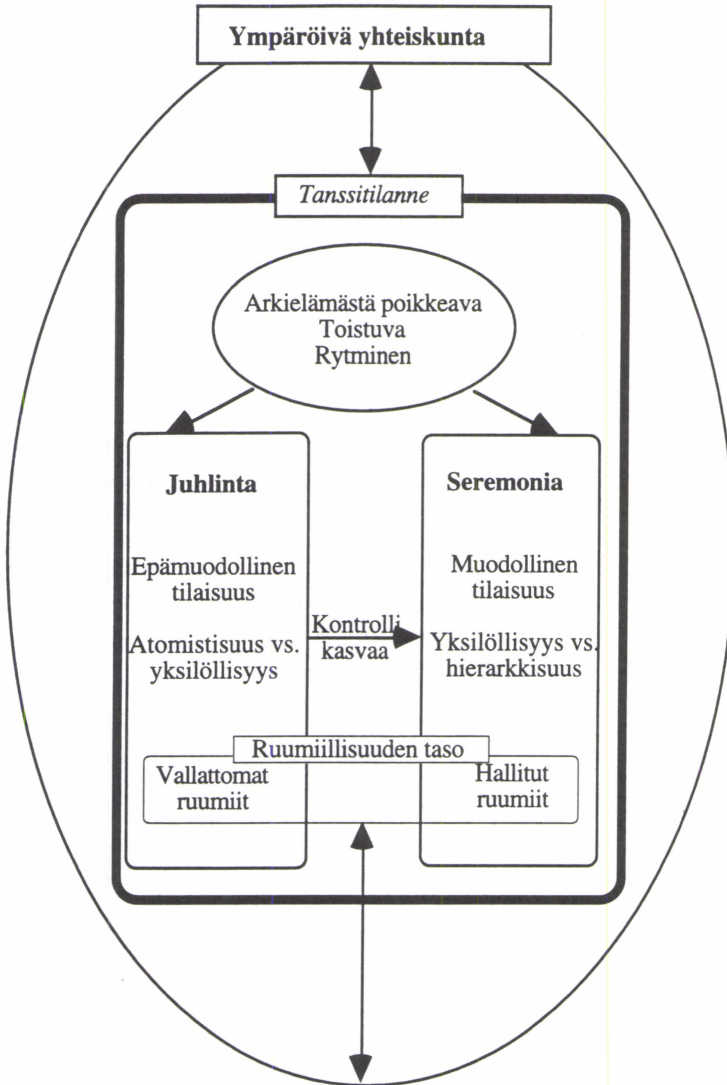 Ympäröivä yhteiskunta
Tanssitilanne
Arkielämästä poikkeava
Toistuva
Rytminen
Juhlinta
Epämuodollinen
tilaisuus
Atomistisuus vs.
yksilöllisyys
Kontrolli
kasvaa
Seremonia
Muodollinen
tilaisuus
Yksilöllisyys vs.
hierarkkisuus
Ruumiillisuuden taso
Vallattomat
ruumiit
Hallitut
ruumiit